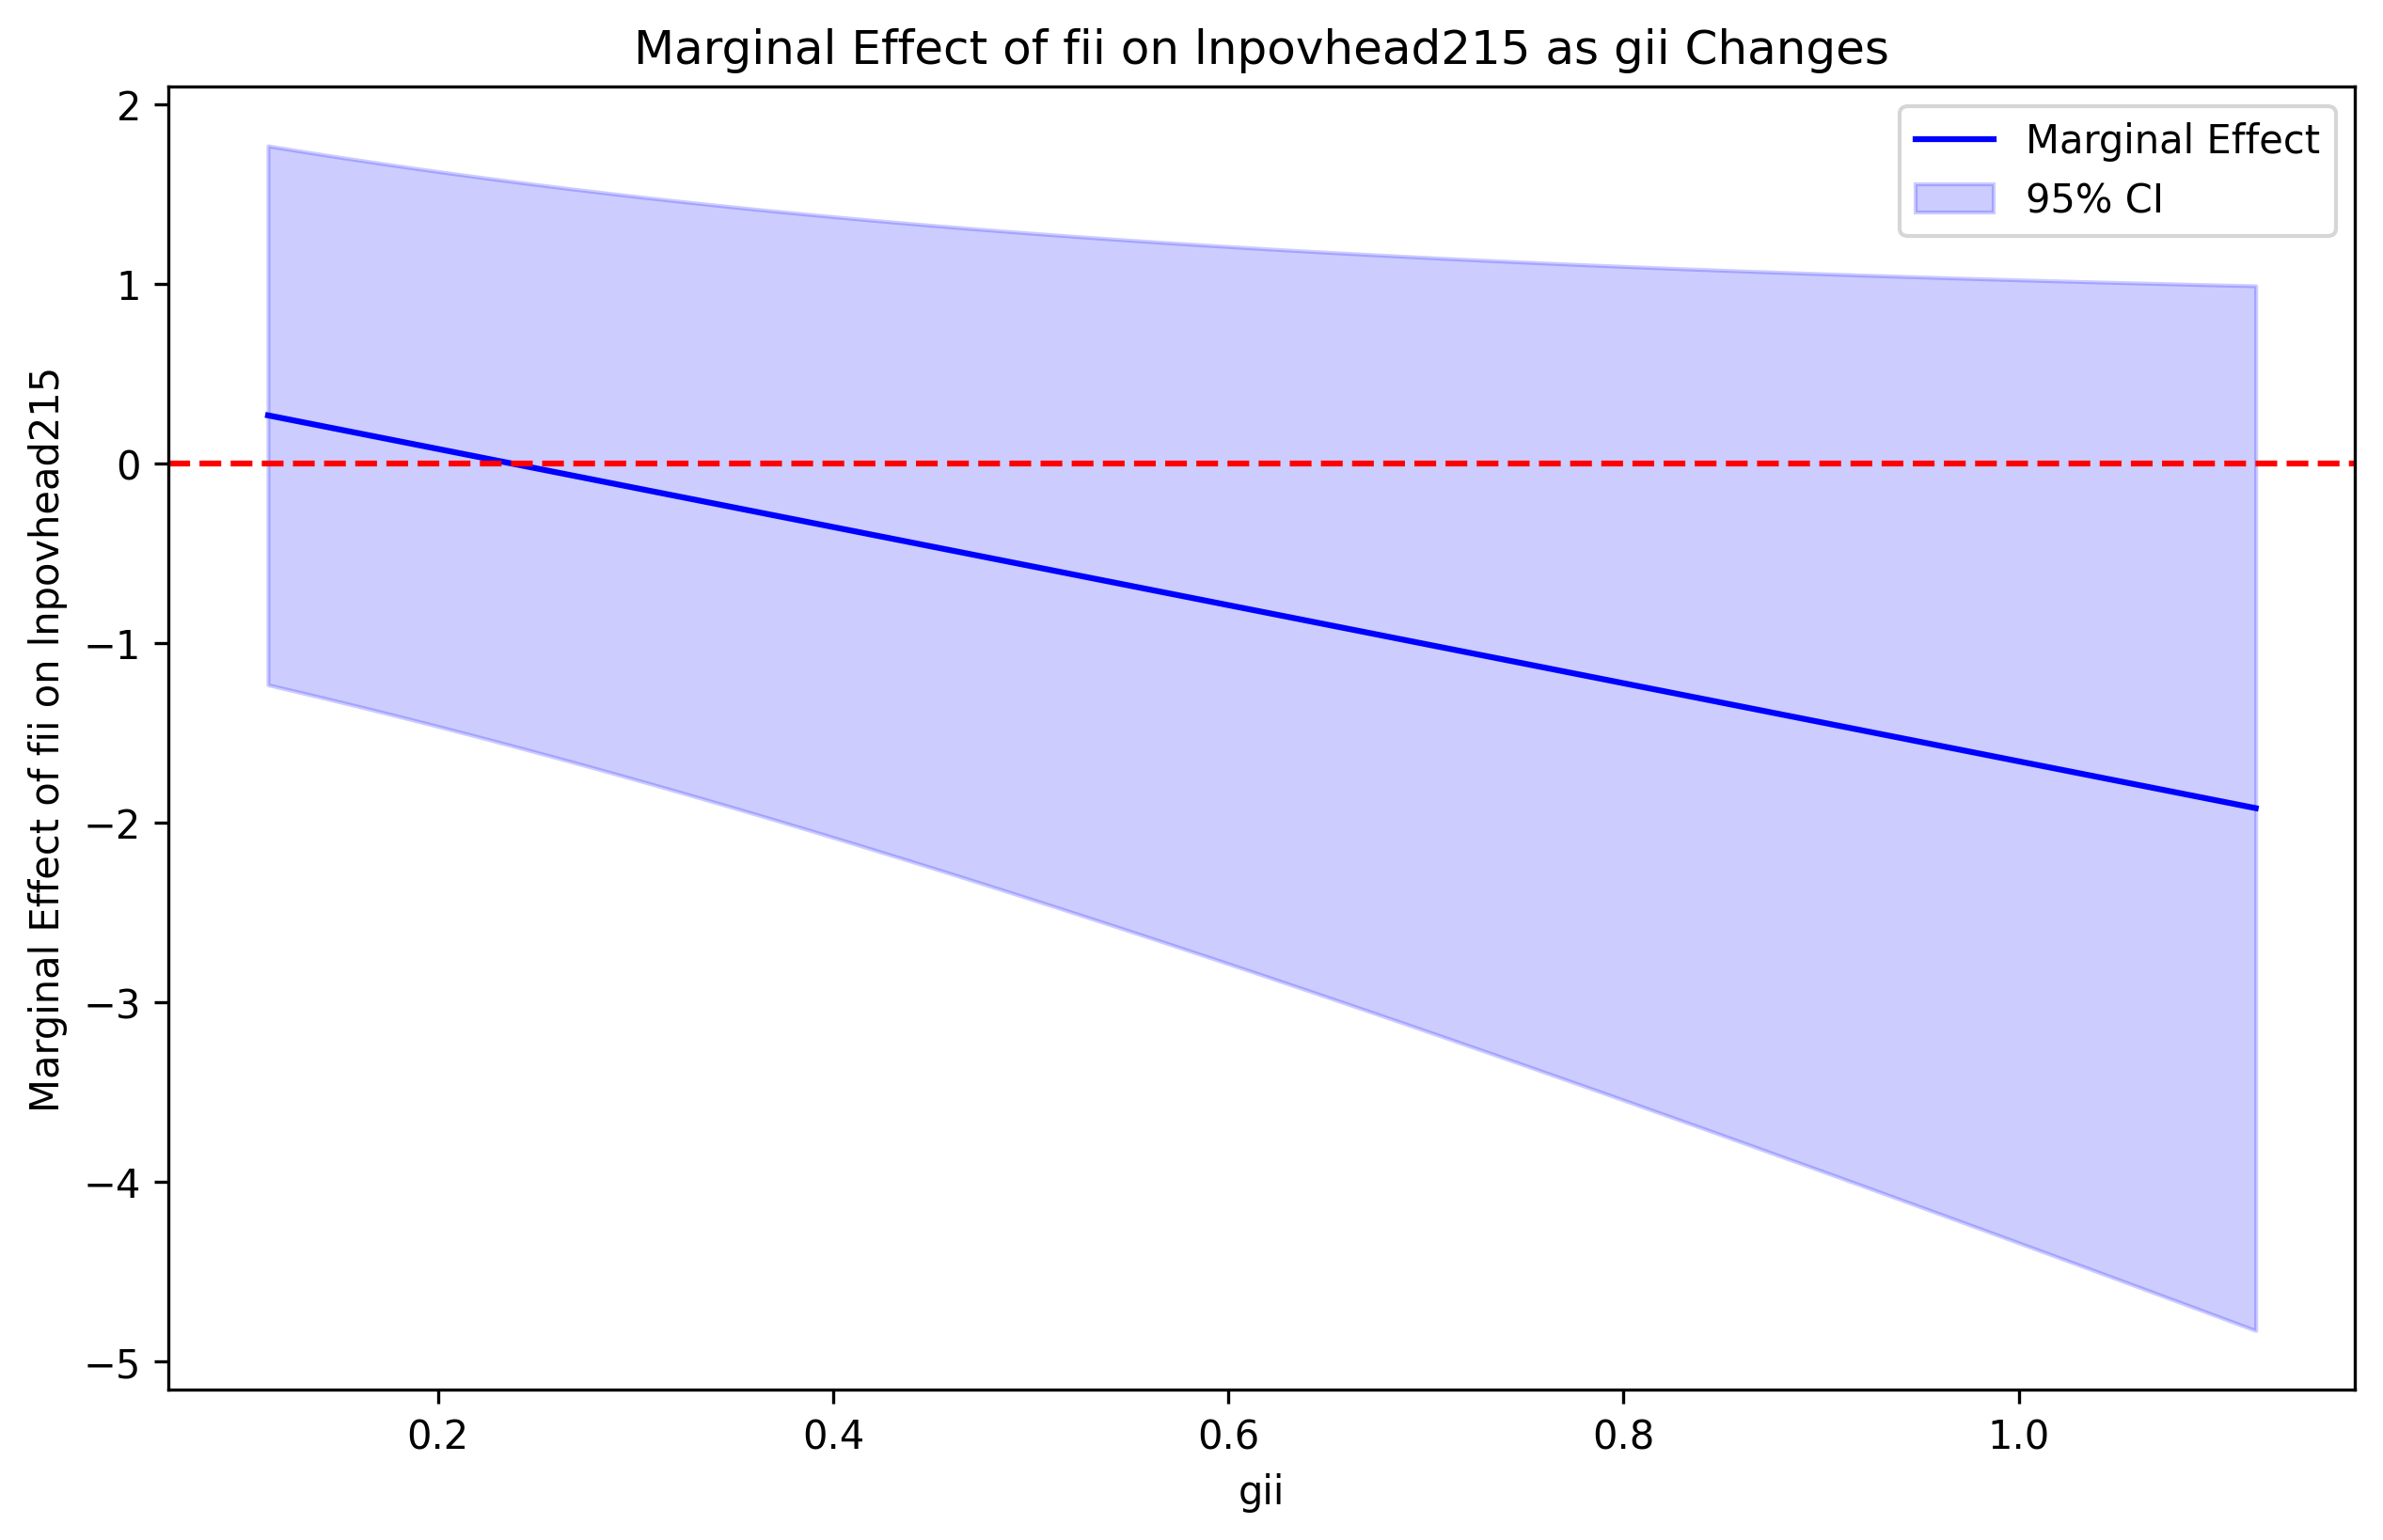 Marginal Effect of fii on lnpovhead215 as gii Changes
Marginal Effect
95% CI
Marginal Effect of fii on lnpovhead215
2
1
0
−1
−2
−3
−4
−5
0.2 0.4 0.6 0.8 1.0
gii